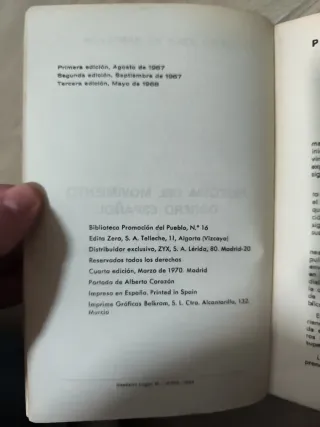 Primera edición, Agosto de 1967
Segunda edición, Septiembre de 1967
Tercera edición, Mayo de 1968
Biblioteca Promoción del Pueblo, N.º 16
Edita Zero, S. A. Telleche, 11, Algorta (Vizcaya)
Distribuidor exclusivo, ZYX, S. A. Lérida, 80. Madrid-20
Reservados todos los derechos
Cuarta edición, Marzo de 1970. Madrid
Portada de Alberto Corazón
Impreso en España. Printed in Spain
Imprime Gráficas Belkrom, S. L. Ctra. Alcantarilla, 132.
Murcia
P